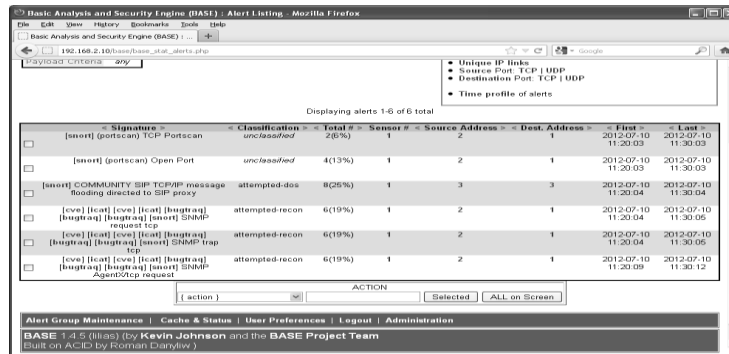 Basic Analysis and Security Engine (BASE) : Alert Listing - Mozilla Firefox
File Edit View History Bookmarks Tools Help
Basic Analysis and Security Engine (BASE) : ... +
192.168.2.10/base/base_stat_alerts.php Google
Payload Criteria any
• Unique IP links
• Source Port: TCP | UDP
• Destination Port: TCP | UDP
• Time profile of alerts
Displaying alerts 1-6 of 6 total
< Signature > < Classification > < Total # > Sensor # < Source Address > < Dest. Address > < First > < Last >
[snort] (portscan) TCP Portscan unclassified 2(6%) 1 2 1 2012-07-10 2012-07-10
11:20:03 11:30:03
[snort] (portscan) Open Port unclassified 4(13%) 1 2 1 2012-07-10 2012-07-10
11:20:03 11:30:03
[snort] COMMUNITY SIP TCP/IP message attempted-dos 8(25%) 1 3 3 2012-07-10 2012-07-10
flooding directed to SIP proxy 11:20:04 11:30:04
[cve] [icat] [cve] [icat] [bugtraq] attempted-recon 6(19%) 1 2 1 2012-07-10 2012-07-10
[bugtraq] [bugtraq] [snort] SNMP 11:20:04 11:30:05
request tcp
[cve] [icat] [cve] [icat] [bugtraq] attempted-recon 6(19%) 1 2 1 2012-07-10 2012-07-10
[bugtraq] [bugtraq] [snort] SNMP trap 11:20:04 11:30:05
tcp
[cve] [icat] [cve] [icat] [bugtraq] attempted-recon 6(19%) 1 2 1 2012-07-10 2012-07-10
[bugtraq] [bugtraq] [snort] SNMP 11:20:09 11:30:12
AgentX/tcp request
ACTION
{ action } Selected ALL on Screen
Alert Group Maintenance | Cache & Status | User Preferences | Logout | Administration
BASE 1.4.5 (lilias) (by Kevin Johnson and the BASE Project Team
Built on ACID by Roman Danyliw )